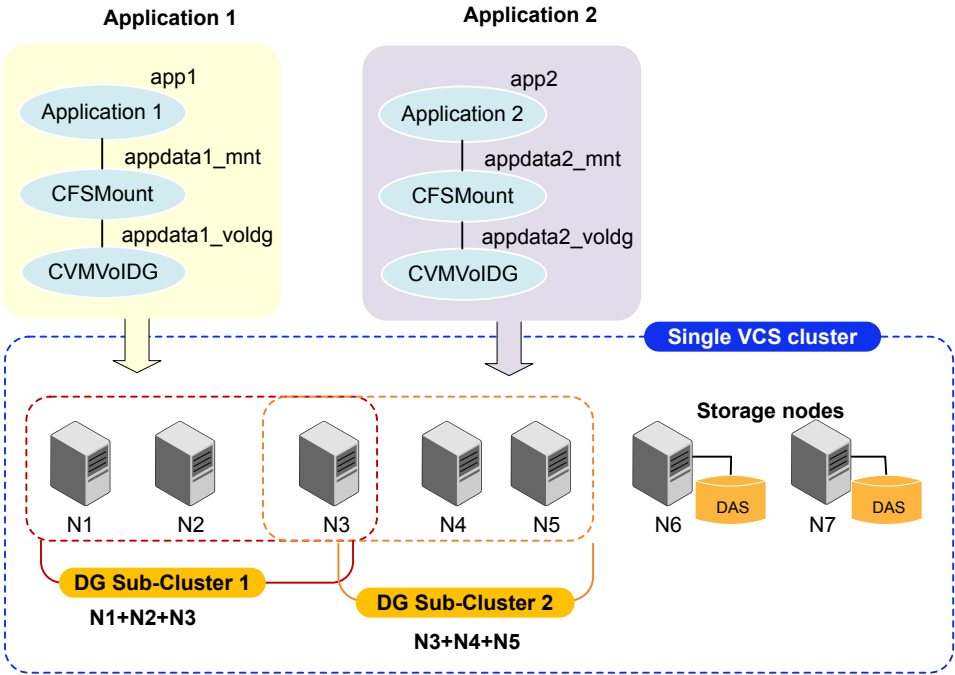 Application 1
Application 2
app1
Application 1
appdata1_mnt
CFSMount
appdata1_voldg
CVMVolDG
app2
Application 2
appdata2_mnt
CFSMount
appdata2_voldg
CVMVolDG
Single VCS cluster
Storage nodes
DAS
DAS
N1
N2
N3
N4
N5
N6
N7
DG Sub-Cluster 1
N1+N2+N3
DG Sub-Cluster 2
N3+N4+N5